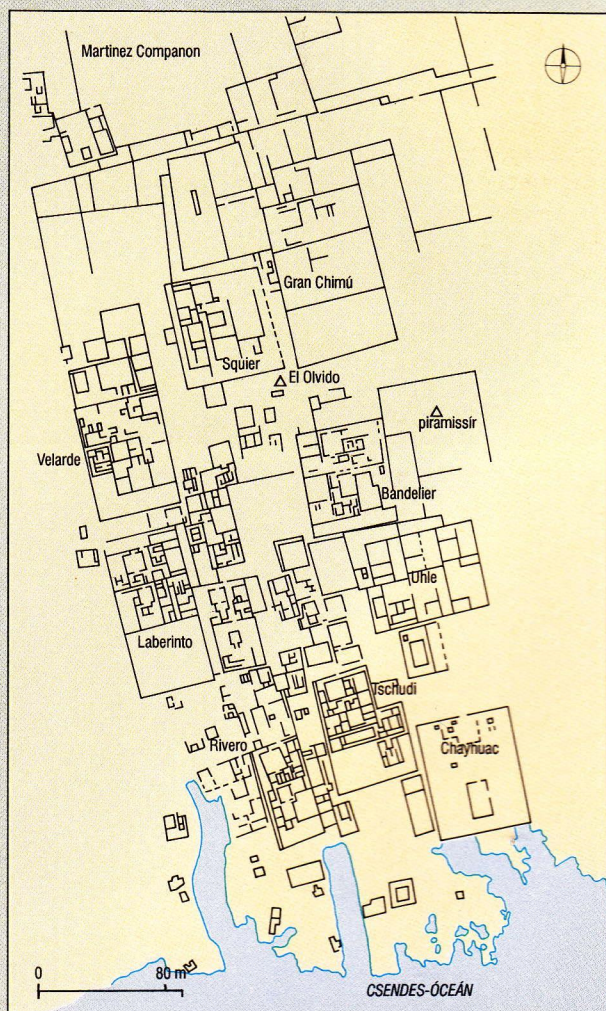 Martinez Companon
Gran Chimú
Squier
El Olvido
piramissír
Velarde
Bandelier
Uhle
Laberinto
Tschudi
Rivero
Chayhuac
0 80 m
CSENDES-ÓCEÁN